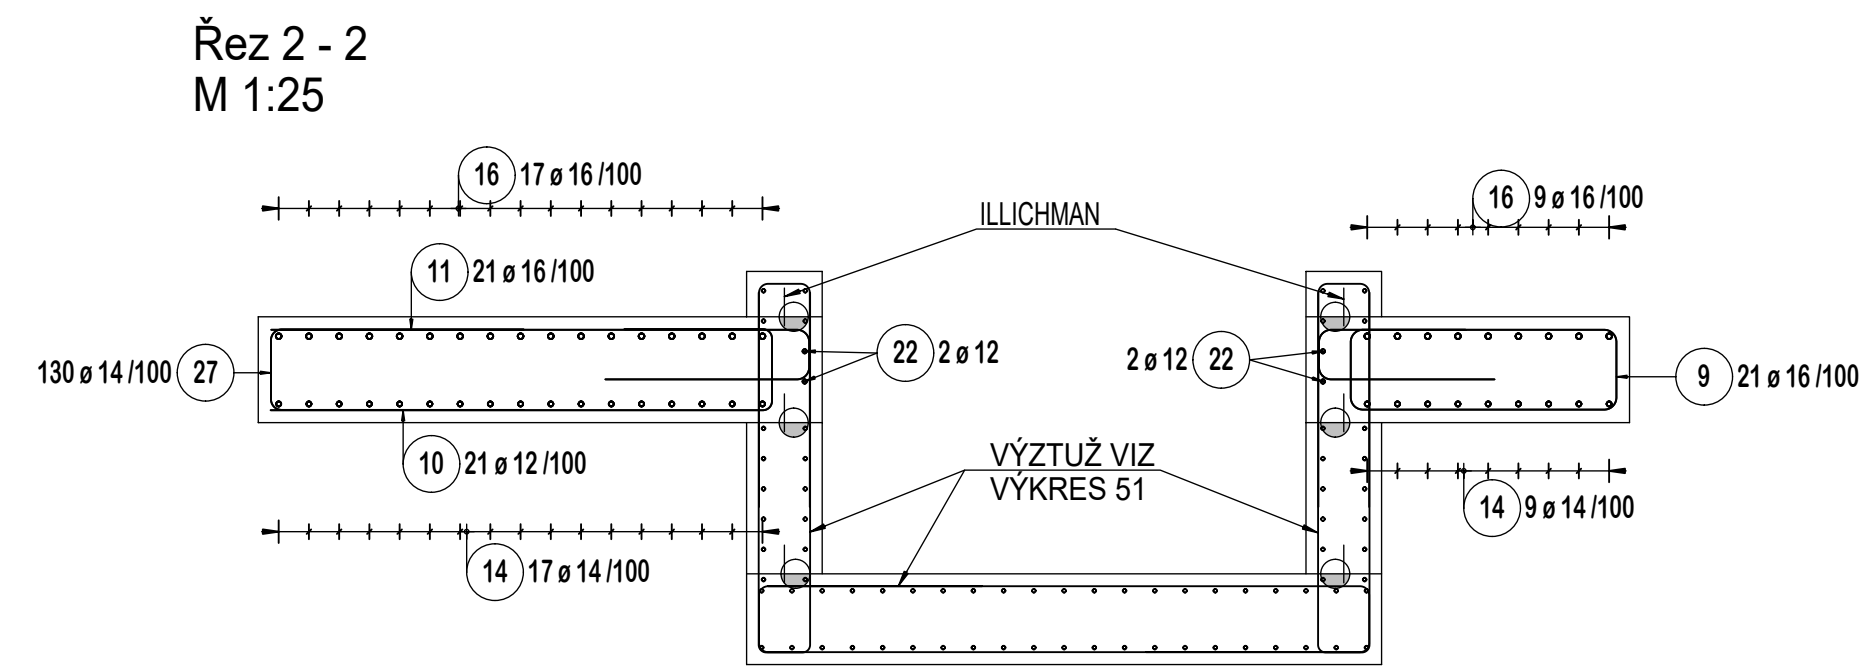 Řez 2 - 2
M 1:25
16 17 ø 16 /100
16 9 ø 16 /100
ILLICHMAN
11 21 ø 16 /100
22 2 ø 12
2 ø 12 22
130 ø 14 /100 27
9 21 ø 16 /100
10 21 ø 12 /100
VÝZTUŽ VIZ
VÝKRES 51
14 9 ø 14 /100
14 17 ø 14 /100